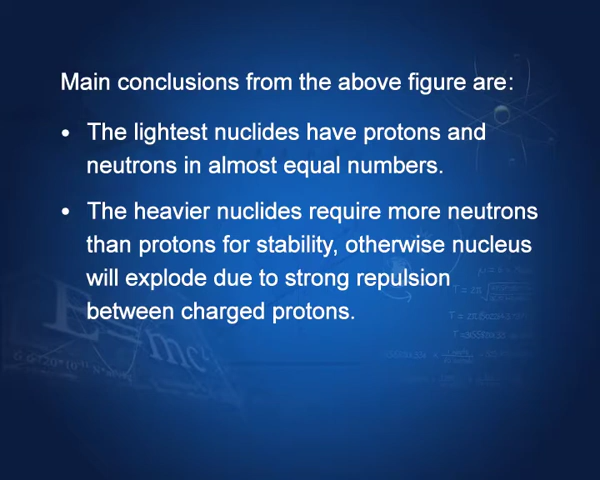 Main conclusions from the above figure are:
• The lightest nuclides have protons and
neutrons in almost equal numbers.
• The heavier nuclides require more neutrons
than protons for stability, otherwise nucleus
will explode due to strong repulsion
between charged protons.
E=mc²